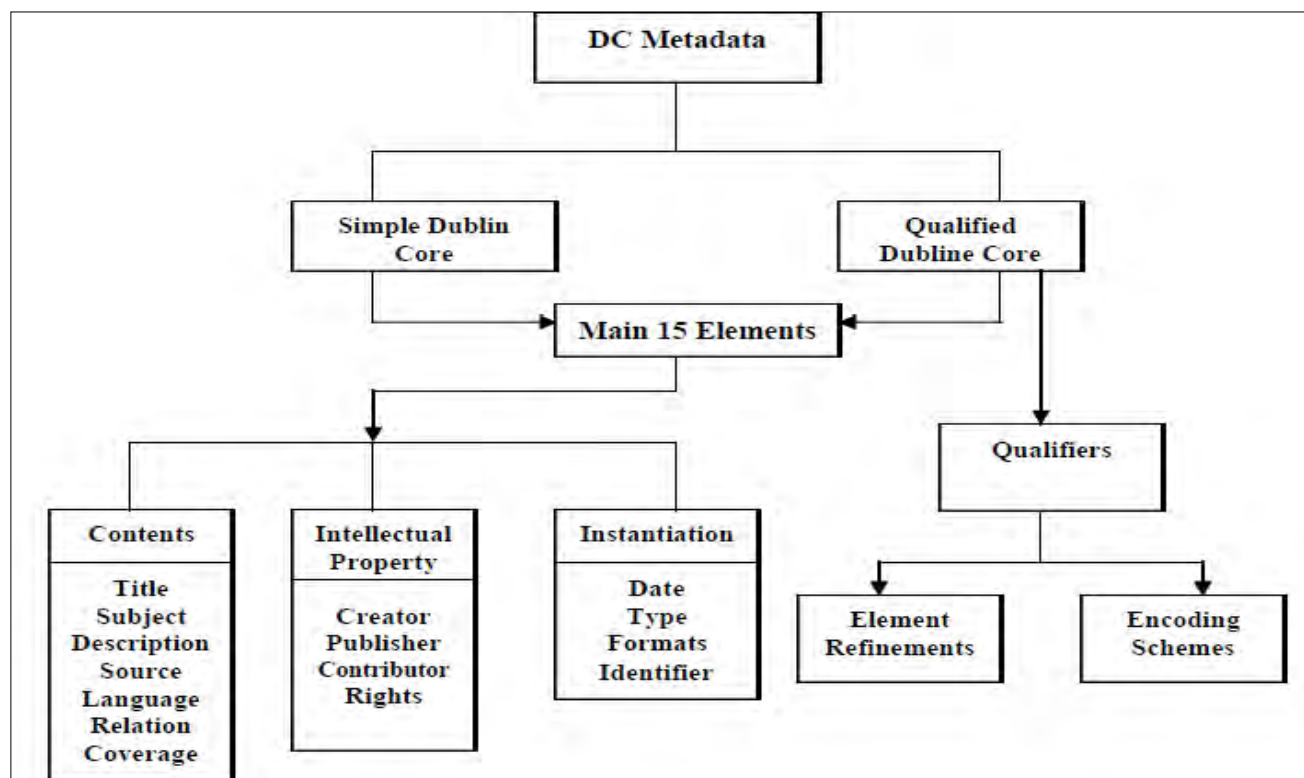 DC Metadata
Simple Dublin
Core
Qualified
Dubline Core
Main 15 Elements
Qualifiers
Contents
Title
Subject
Description
Source
Language
Relation
Coverage
Intellectual
Property
Creator
Publisher
Contributor
Rights
Instantiation
Date
Type
Formats
Identifier
Element
Refinements
Encoding
Schemes